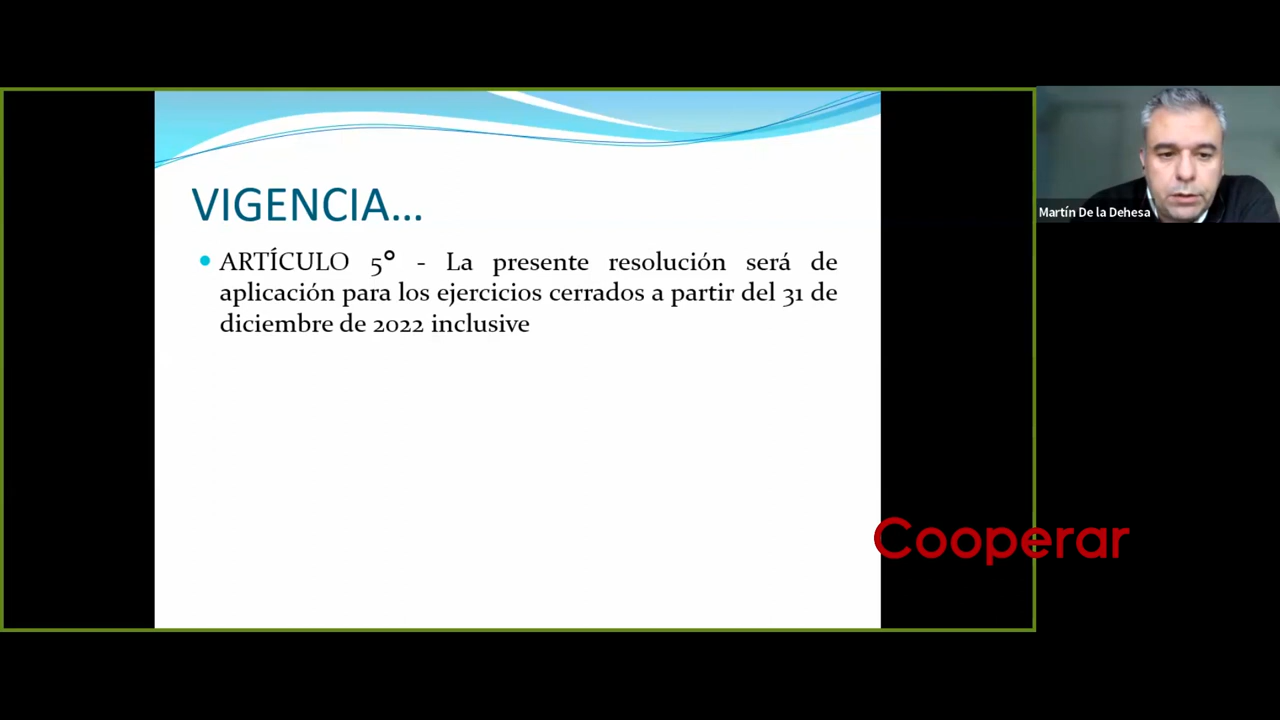 VIGENCIA...
• ARTÍCULO 5° - La presente resolución será de
aplicación para los ejercicios cerrados a partir del 31 de
diciembre de 2022 inclusive
Martín De la Dehesa
Cooperar